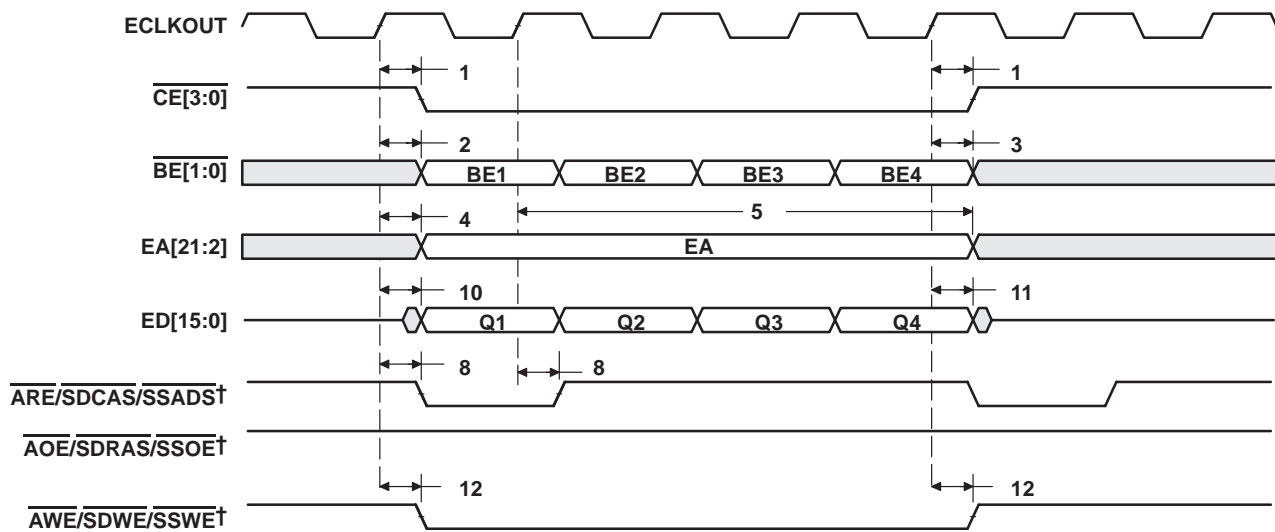 ECLKOUT
1 1
CE[3:0]
2 3
BE[1:0] BE1 BE2 BE3 BE4
4 5
EA[21:2] EA
10 11
ED[15:0] Q1 Q2 Q3 Q4
8 8
ARE/SDCAS/SSADS†
AOE/SDRAS/SSOE†
12 12
AWE/SDWE/SSWE†